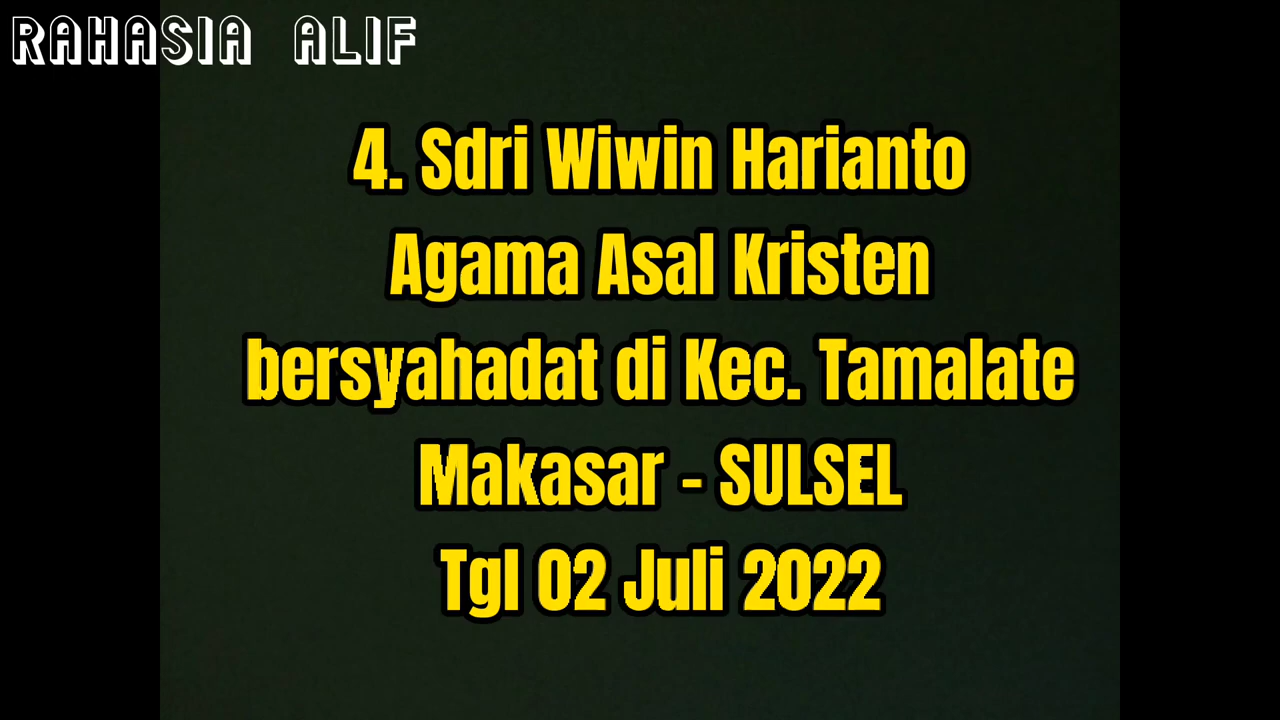 RAHASIA ALIF
4. Sdri Wiwin Harianto
Agama Asal Kristen
bersyahadat di Kec. Tamalate
Makasar - SULSEL
Tgl 02 Juli 2022